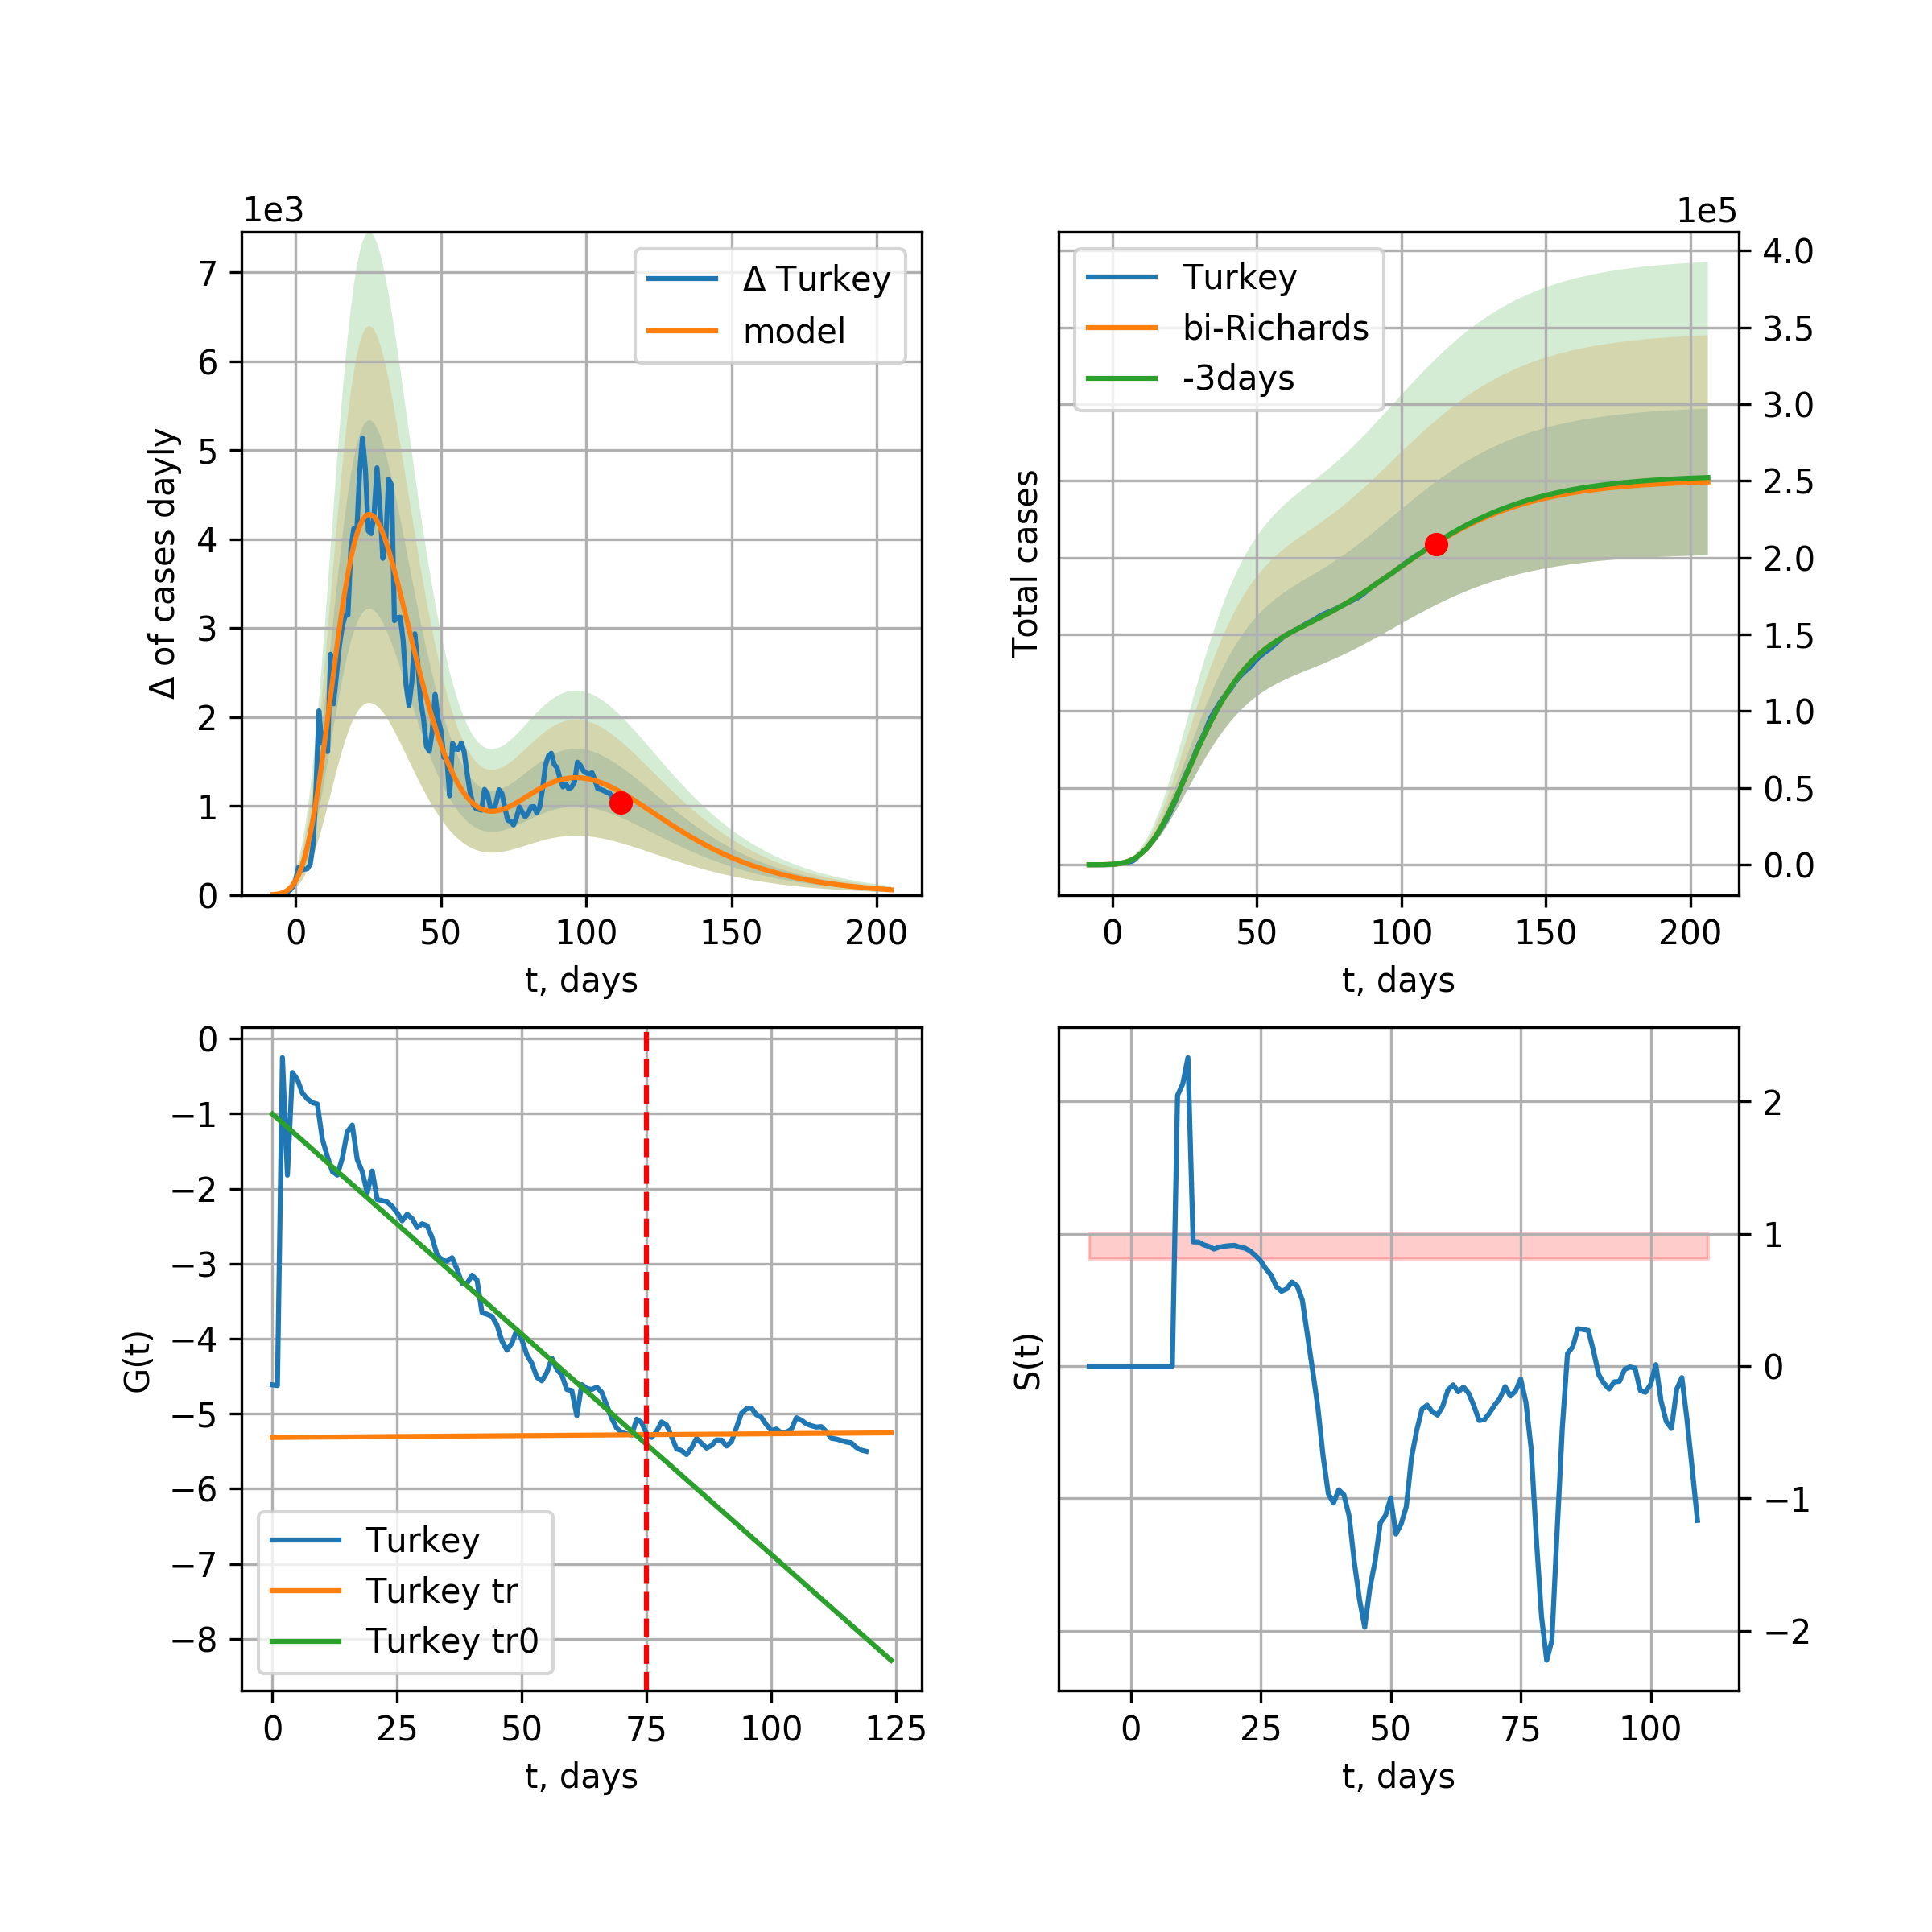 1e3
7
6
5
4
3
2
1
0
Δ of cases dayly
Δ Turkey
model
0 50 100 150 200
t, days
1e5
4.0
3.5
3.0
2.5
2.0
1.5
1.0
0.5
0.0
Total cases
Turkey
bi-Richards
-3days
0 50 100 150 200
t, days
0
−1
−2
−3
−4
−5
−6
−7
−8
G(t)
Turkey
Turkey tr
Turkey tr0
0 25 50 75 100 125
t, days
2
1
0
−1
−2
S(t)
0 25 50 75 100
t, days